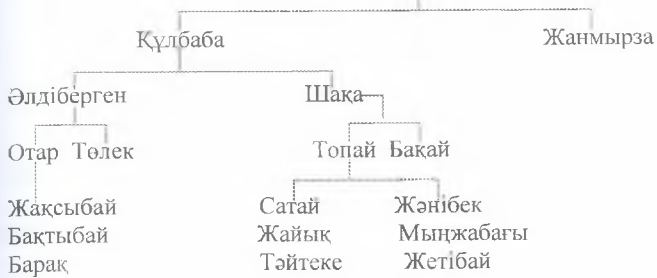 Құлбаба Жанмырза
Әлдіберген Шақа
Отар Төлек Топай Бақай
Жақсыбай Сатай Жәнібек
Бақтыбай Жайық Мыңжабағы
Барақ Тәйтеке Жетібай